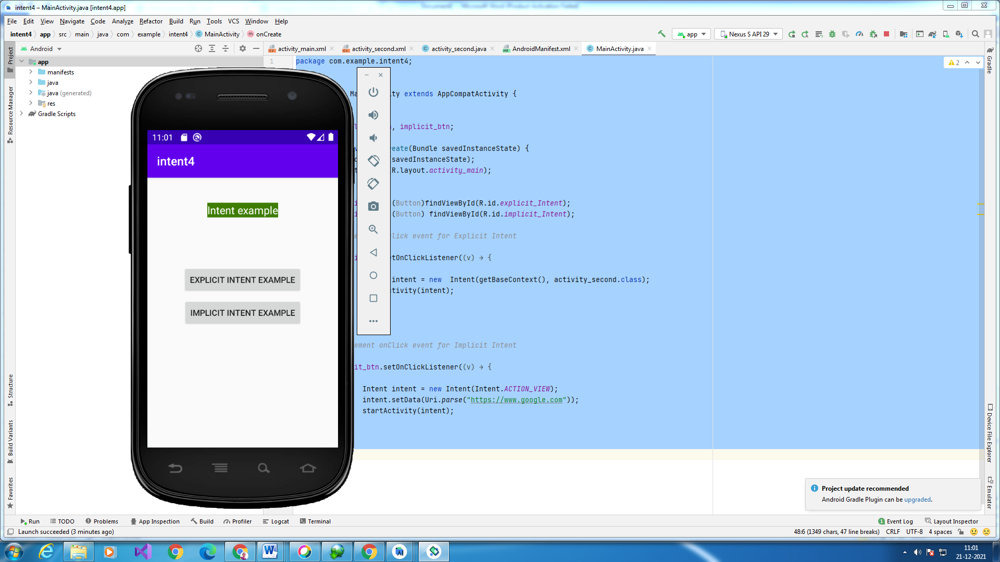 intent4 – MainActivity.java [intent4.app]
File Edit View Navigate Code Analyze Refactor Build Run Tools VCS Window Help
intent4 app src main java com example intent4 MainActivity onCreate
app Nexus S API 29
Android
activity_main.xml activity_second.xml activity_second.java AndroidManifest.xml MainActivity.java
Project
Resource Manager
Structure
Build Variants
Favorites
app
manifests
java
java (generated)
res
Gradle Scripts
11:01
intent4
Intent example
EXPLICIT INTENT EXAMPLE
IMPLICIT INTENT EXAMPLE
1 package com.example.intent4;
2
extends AppCompatActivity {
, implicit_btn;
(Bundle savedInstanceState) {
(savedInstanceState);
R.layout.activity_main);
(Button)findViewById(R.id.explicit_Intent);
(Button) findViewById(R.id.implicit_Intent);
event for Explicit Intent
tOnClickListener((v) → {
intent = new Intent(getBaseContext(), activity_second.class);
tivity(intent);
ement onClick event for Implicit Intent
it_btn.setOnClickListener((v) → {
Intent intent = new Intent(Intent.ACTION_VIEW);
intent.setData(Uri.parse("https://www.google.com"));
startActivity(intent);
Gradle
Device File Explorer
Emulator
Project update recommended
Android Gradle Plugin can be upgraded.
Run TODO Problems App Inspection Build Profiler Logcat Terminal
1 Event Log Layout Inspector
Launch succeeded (3 minutes ago)
48:6 (1349 chars, 47 line breaks) CRLF UTF-8 4 spaces
11:01
21-12-2021